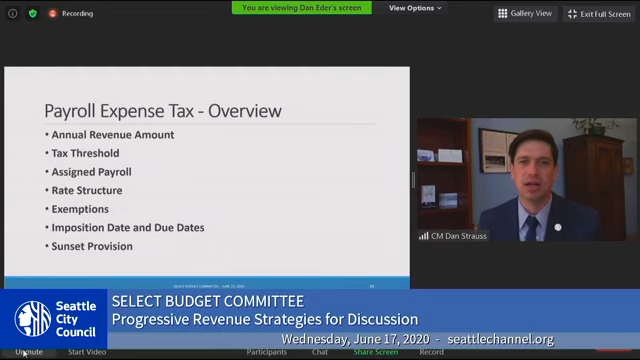 Recording
You are viewing Dan Eder's screen
View Options
Gallery View
Exit Full Screen
Payroll Expense Tax - Overview
• Annual Revenue Amount
• Tax Threshold
• Assigned Payroll
• Rate Structure
• Exemptions
• Imposition Date and Due Dates
• Sunset Provision
CM Dan Strauss
Seattle
City
Council
SELECT BUDGET COMMITTEE
Progressive Revenue Strategies for Discussion
Wednesday, June 17, 2020 - seattlechannel.org
Unmute
Start Video
Participants
Chat
Share Screen
Record